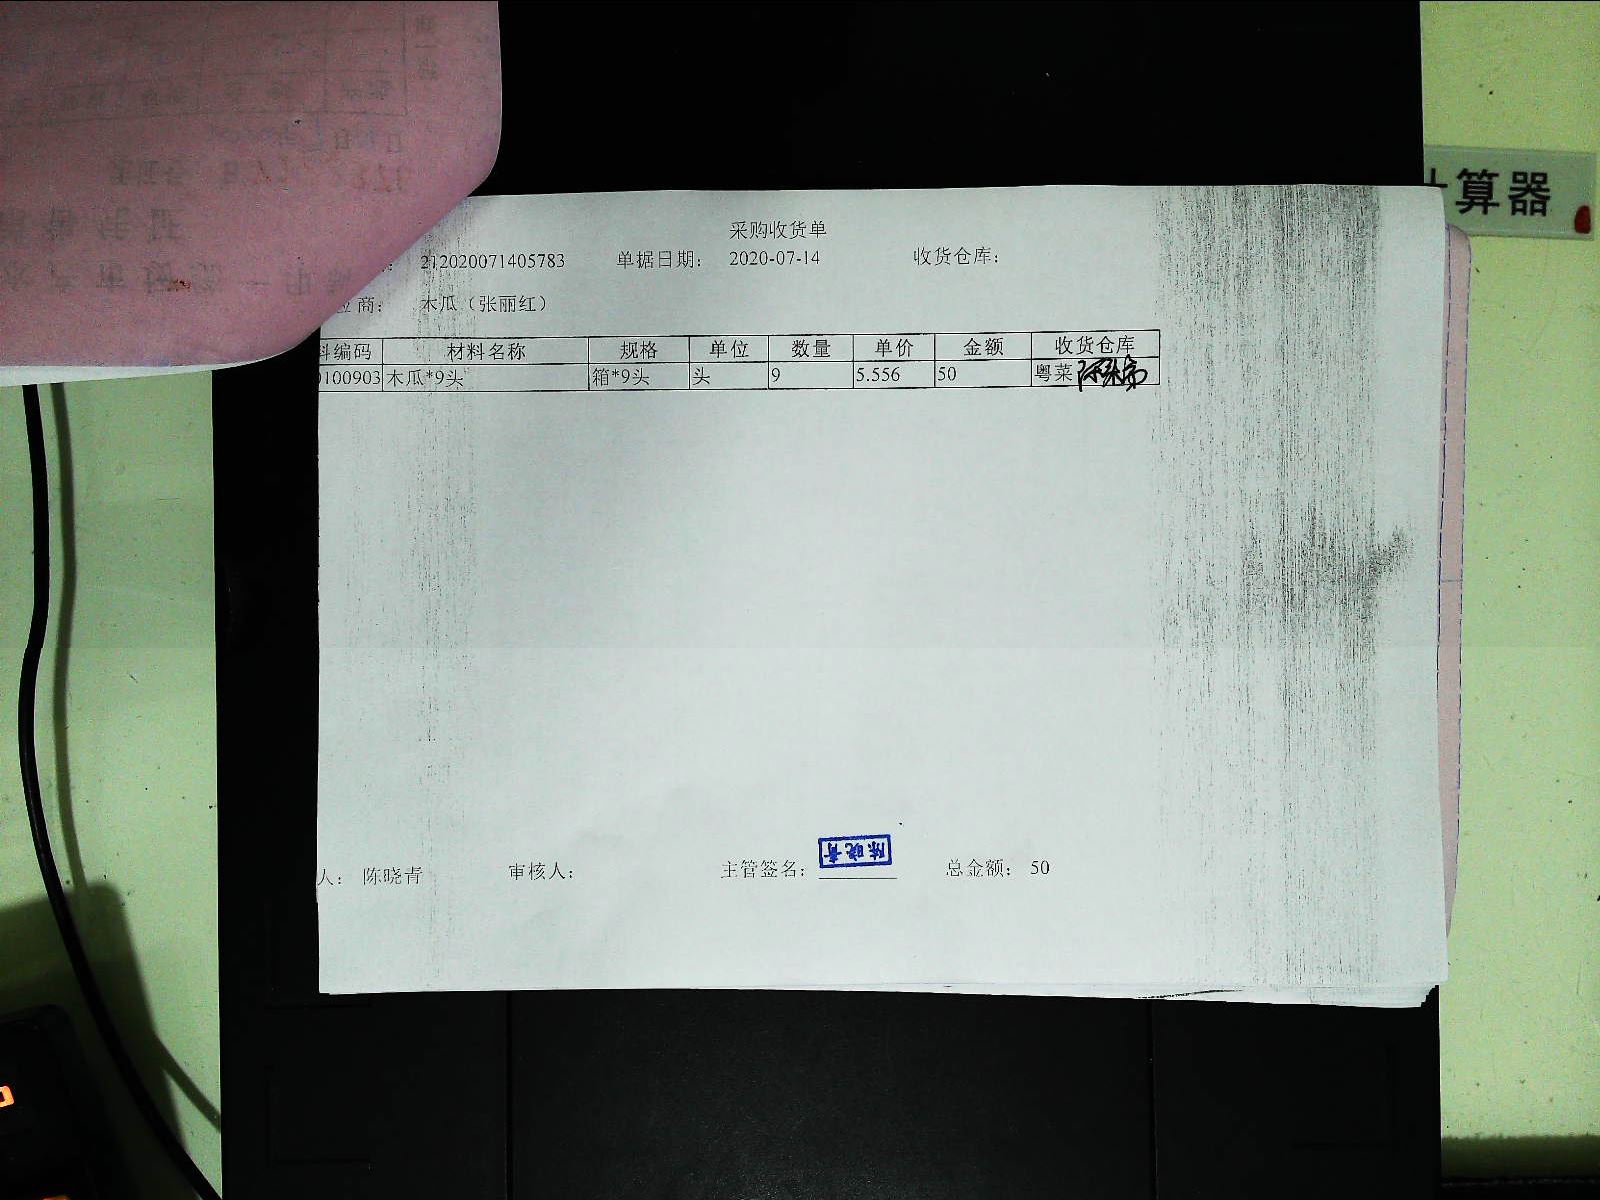 采购收货单
212020071405783 单据日期： 2020-07-14 收货仓库：
应商： 木瓜（张丽红）
料编码 材料名称 规格 单位 数量 单价 金额 收货仓库
0100903 木瓜*9头 箱*9头 头 9 5.556 50 粤菜
人： 陈晓青 审核人： 主管签名： 陈晓青 总金额： 50
算器